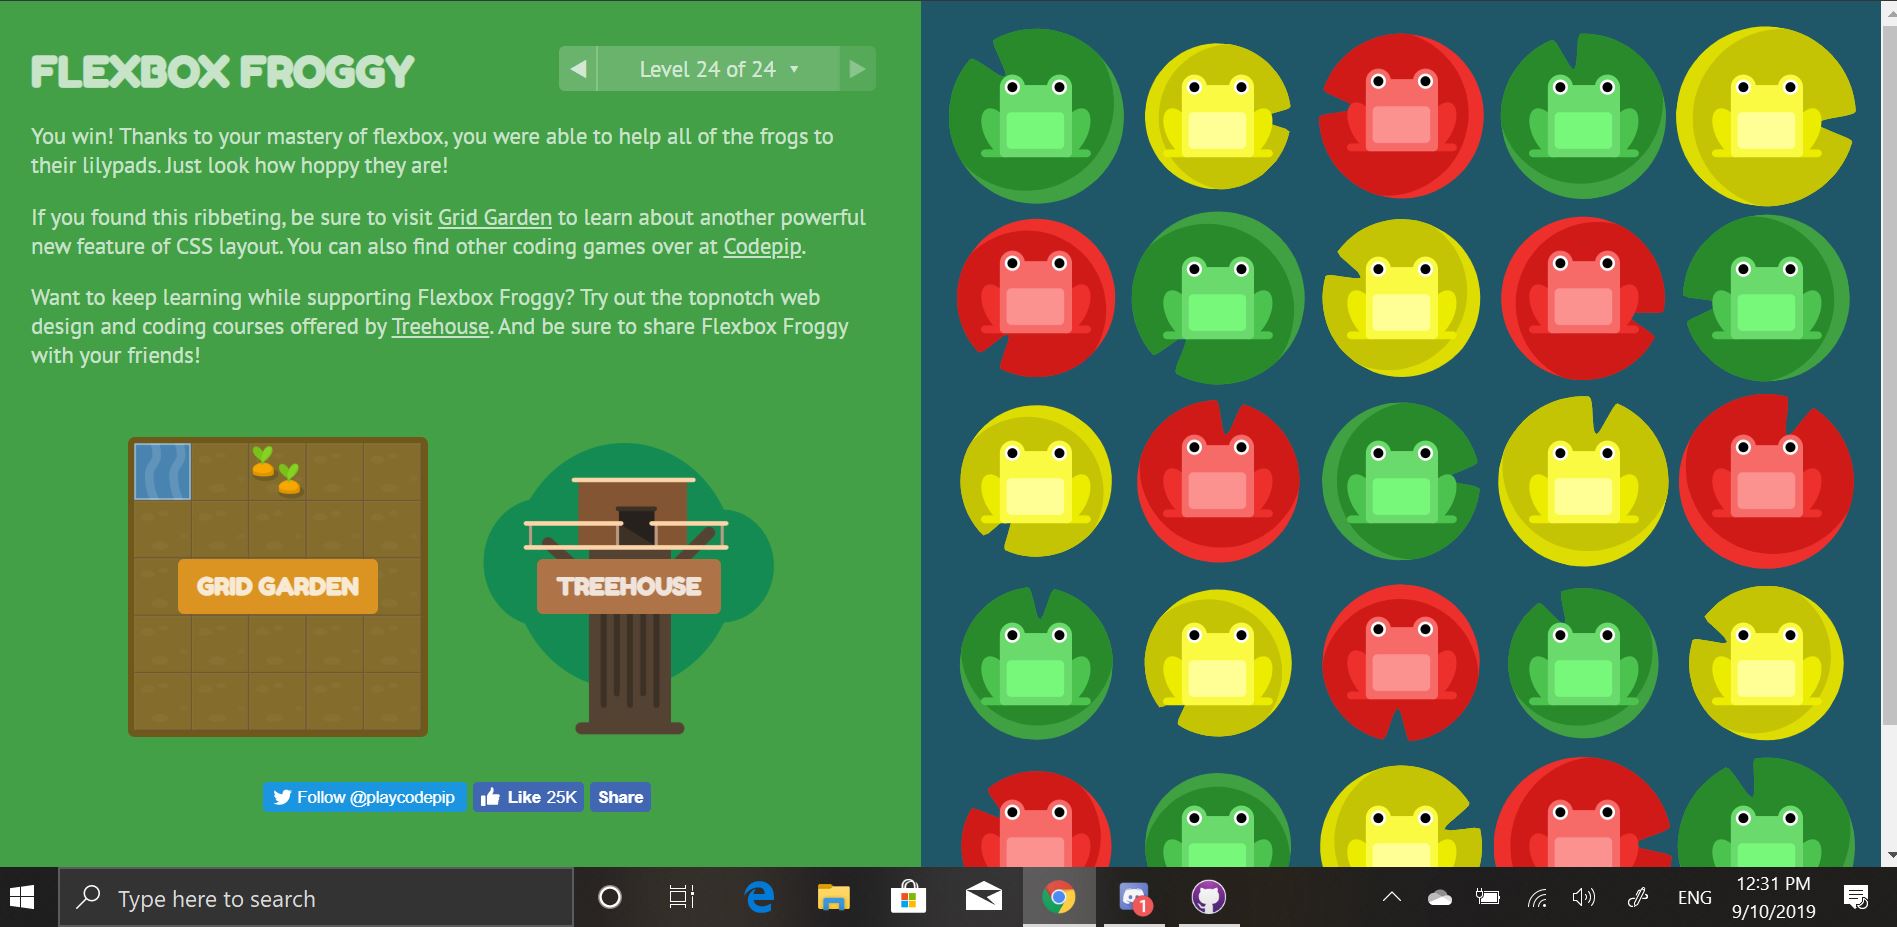 FLEXBOX FROGGY
Level 24 of 24
You win! Thanks to your mastery of flexbox, you were able to help all of the frogs to
their lilypads. Just look how hoppy they are!
If you found this ribbeting, be sure to visit Grid Garden to learn about another powerful
new feature of CSS layout. You can also find other coding games over at Codepip.
Want to keep learning while supporting Flexbox Froggy? Try out the topnotch web
design and coding courses offered by Treehouse. And be sure to share Flexbox Froggy
with your friends!
GRID GARDEN
TREEHOUSE
Follow @playcodepip
Like 25K
Share
Type here to search
1
ENG
12:31 PM
9/10/2019